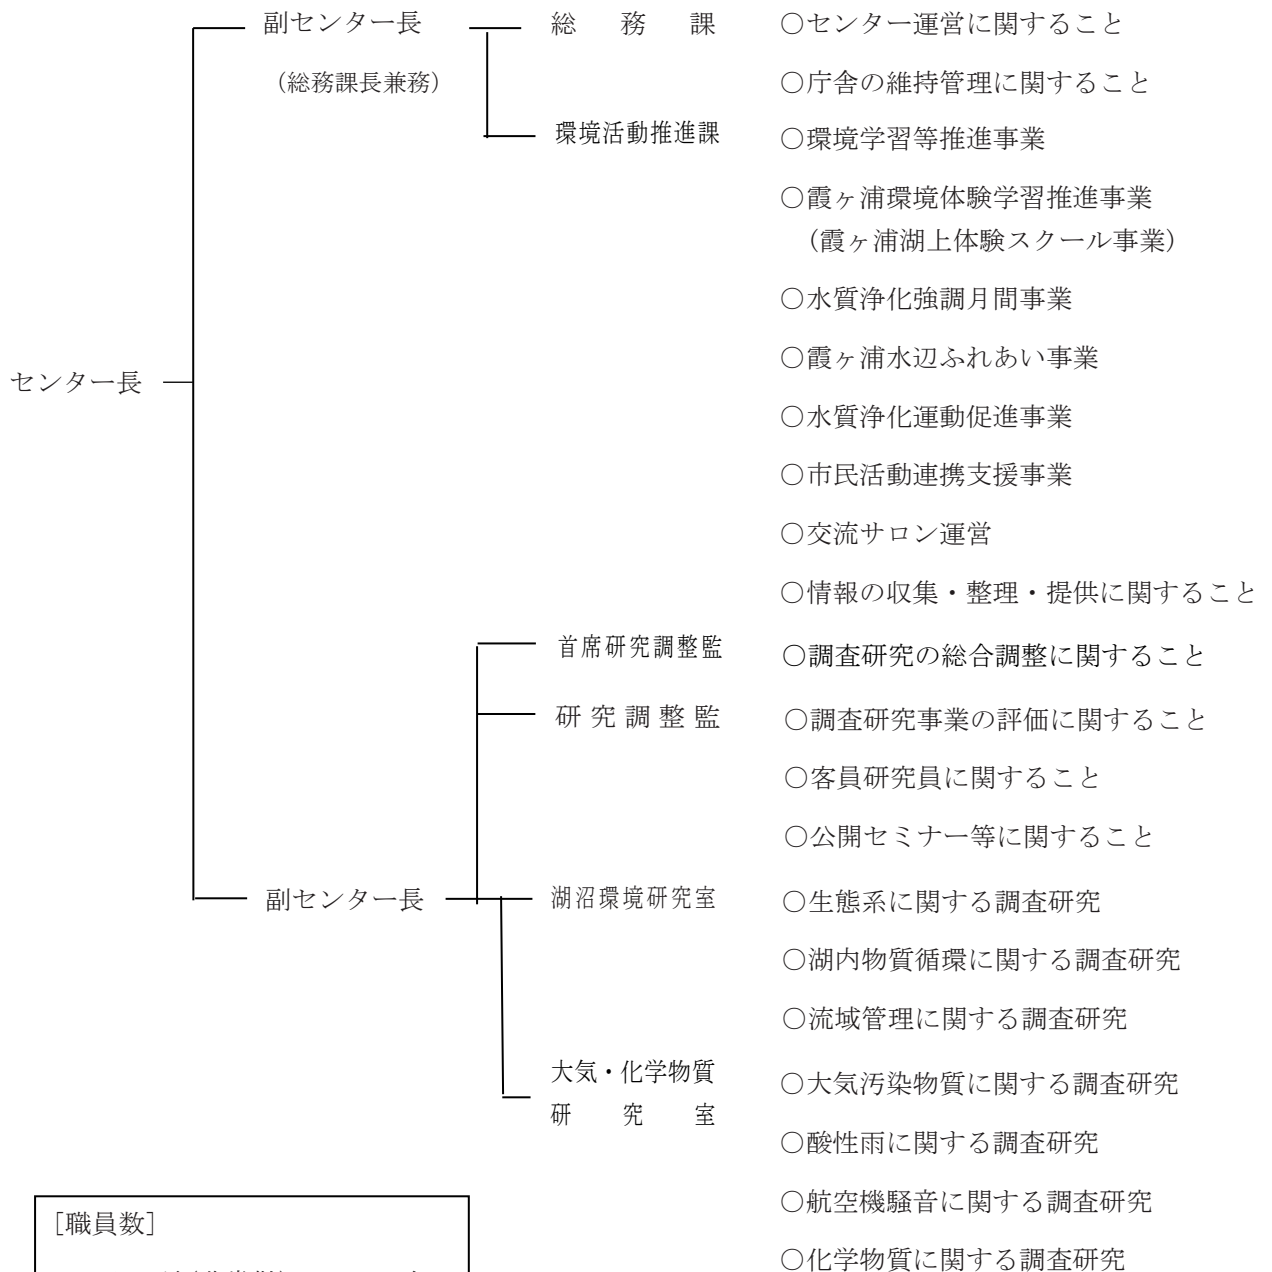 副センター長
総務課
○センター運営に関すること
(総務課長兼務)
○庁舎の維持管理に関すること
環境活動推進課
○環境学習等推進事業
○霞ヶ浦環境体験学習推進事業
(霞ヶ浦湖上体験スクール事業)
○水質浄化強調月間事業
○霞ヶ浦水辺ふれあい事業
センター長
○水質浄化運動促進事業
○市民活動連携支援事業
○交流サロン運営
○情報の収集・整理・提供に関すること
首席研究調整監
○調査研究の総合調整に関すること
研究調整監
○調査研究事業の評価に関すること
○客員研究員に関すること
○公開セミナー等に関すること
副センター長
湖沼環境研究室
○生態系に関する調査研究
○湖内物質循環に関する調査研究
○流域管理に関する調査研究
大気・化学物質
研究室
○大気汚染物質に関する調査研究
○酸性雨に関する調査研究
○航空機騒音に関する調査研究
○化学物質に関する調査研究
[職員数]